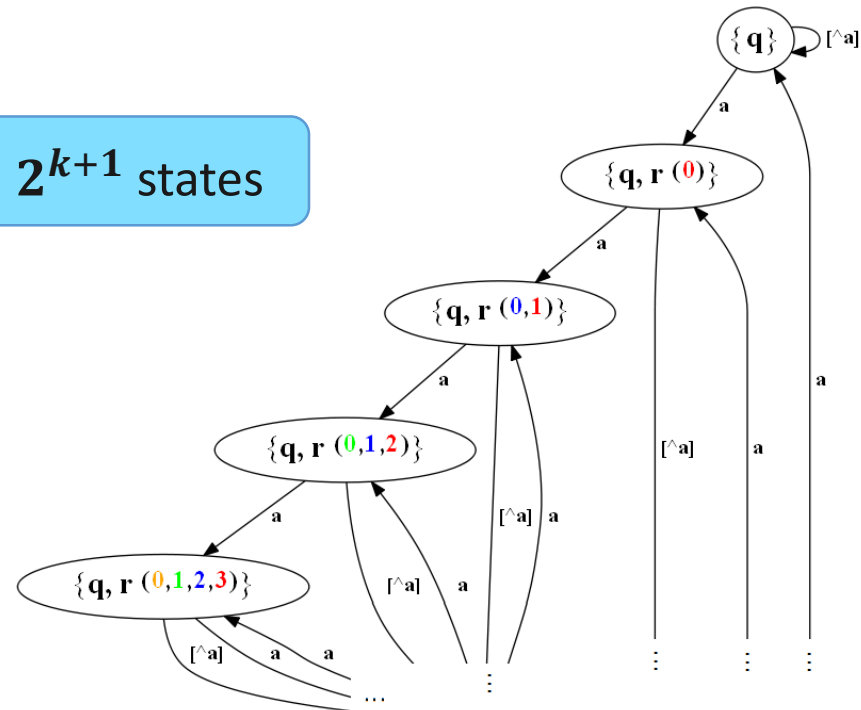 {q}
[^a]
a
2^{k+1} states
{q, r (0)}
a
{q, r (0,1)}
a
a
{q, r (0,1,2)}
[^a]
a
a
[^a]
a
[^a]
a
{q, r (0,1,2,3)}
[^a]
a
a
...
⋮
⋮
⋮
⋮